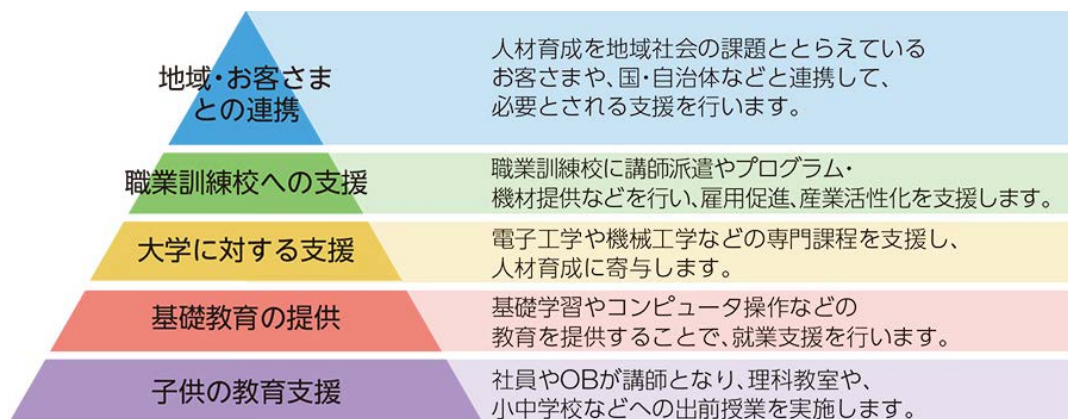 地域・お客さま
との連携
人材育成を地域社会の課題ととらえている
お客さまや、国・自治体などと連携して、
必要とされる支援を行います。
職業訓練校への支援
職業訓練校に講師派遣やプログラム・
機材提供などを行い、雇用促進、産業活性化を支援します。
大学に対する支援
電子工学や機械工学などの専門課程を支援し、
人材育成に寄与します。
基礎教育の提供
基礎学習やコンピュータ操作などの
教育を提供することで、就業支援を行います。
子供の教育支援
社員やOBが講師となり、理科教室や、
小中学校などへの出前授業を実施します。